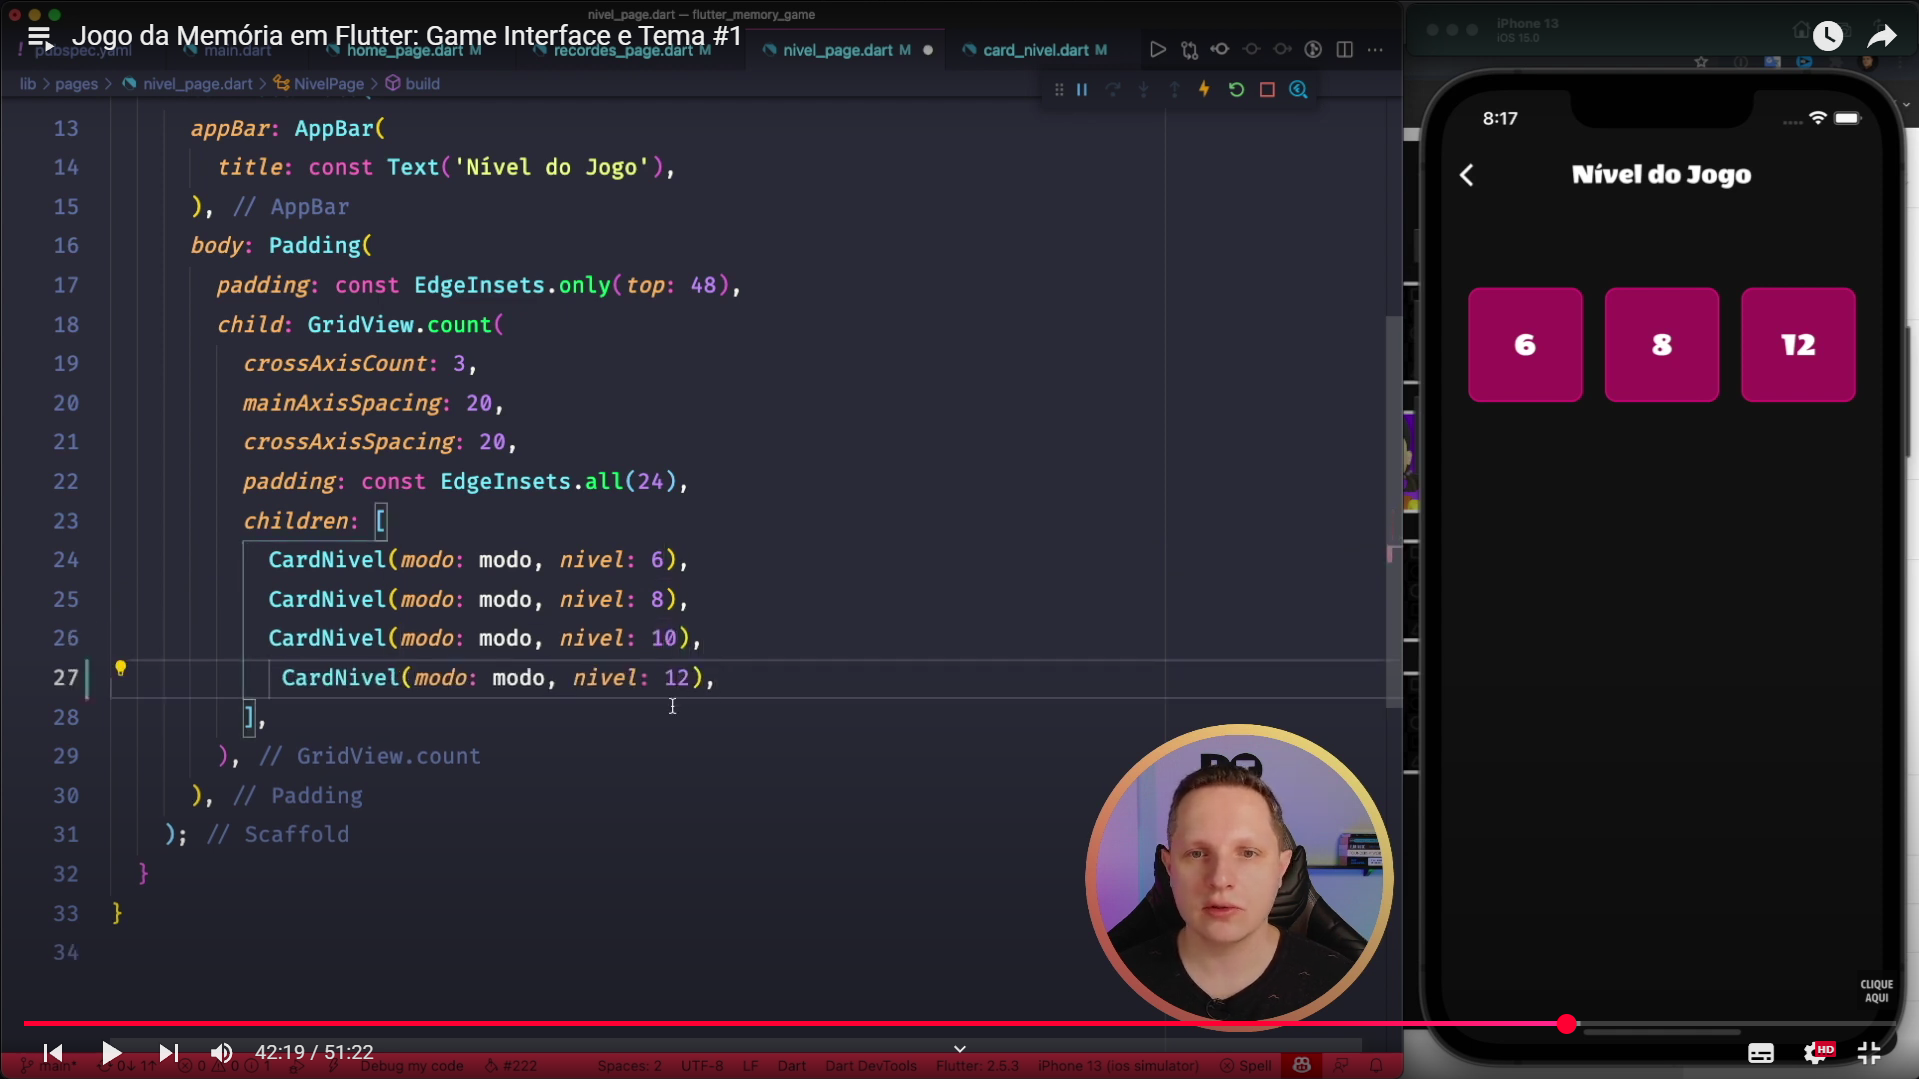 nivel_page.dart — flutter_memory_game
Jogo da Memória em Flutter: Game Interface e Tema #1
! pubspec.yaml main.dart home_page.dart M recordes_page.dart M nivel_page.dart M card_nivel.dart M
lib > pages > nivel_page.dart > NivelPage > build
13 appBar: AppBar(
14 title: const Text('Nível do Jogo'),
15 ), // AppBar
16 body: Padding(
17 padding: const EdgeInsets.only(top: 48),
18 child: GridView.count(
19 crossAxisCount: 3,
20 mainAxisSpacing: 20,
21 crossAxisSpacing: 20,
22 padding: const EdgeInsets.all(24),
23 children: [
24 CardNivel(modo: modo, nivel: 6),
25 CardNivel(modo: modo, nivel: 8),
26 CardNivel(modo: modo, nivel: 10),
27 CardNivel(modo: modo, nivel: 12),
28 ],
29 ), // GridView.count
30 ), // Padding
31 ); // Scaffold
32 }
33 }
34
42:19 / 51:22
main* 0↓ 1↑ 0 0 1 Debug my code #222 Spaces: 2 UTF-8 LF Dart Dart DevTools Flutter: 2.5.3 iPhone 13 (ios simulator) Spell
iPhone 13
iOS 15.0
8:17
Nível do Jogo
6 8 12
CLIQUE
AQUI
HD